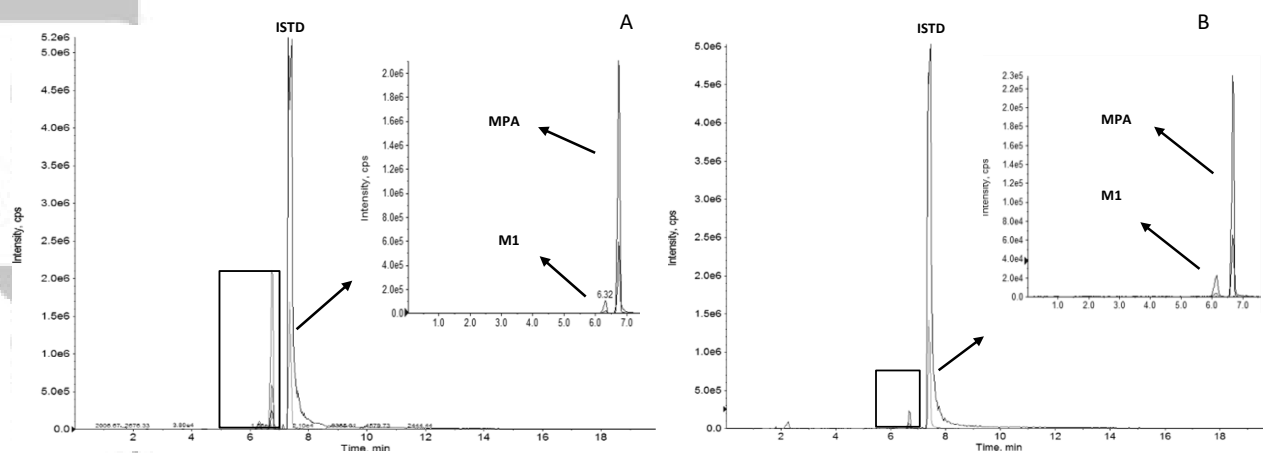 ISTD
A
5.2e6
5.0e6
4.5e6
4.0e6
3.5e6
3.0e6
2.5e6
2.0e6
1.5e6
1.0e6
5.0e5
0.0
Intensity, cps
2 4 6 8 10 12 14 16 18
Time, min
2.0e6
1.8e6
1.6e6
1.4e6
1.2e6
1.0e6
8.0e5
6.0e5
4.0e5
2.0e5
0.0
Intensity, cps
MPA
M1
6.32
1.0 2.0 3.0 4.0 5.0 6.0 7.0
ISTD
B
5.0e6
4.5e6
4.0e6
3.5e6
3.0e6
2.5e6
2.0e6
1.5e6
1.0e6
5.0e5
0.0
Intensity, cps
2 4 6 8 10 12 14 16 18
Time, min
2.3e5
2.2e5
2.0e5
1.8e5
1.6e5
1.4e5
1.2e5
1.0e5
8.0e4
6.0e4
4.0e4
2.0e4
0.0
Intensity, cps
MPA
M1
1.0 2.0 3.0 4.0 5.0 6.0 7.0